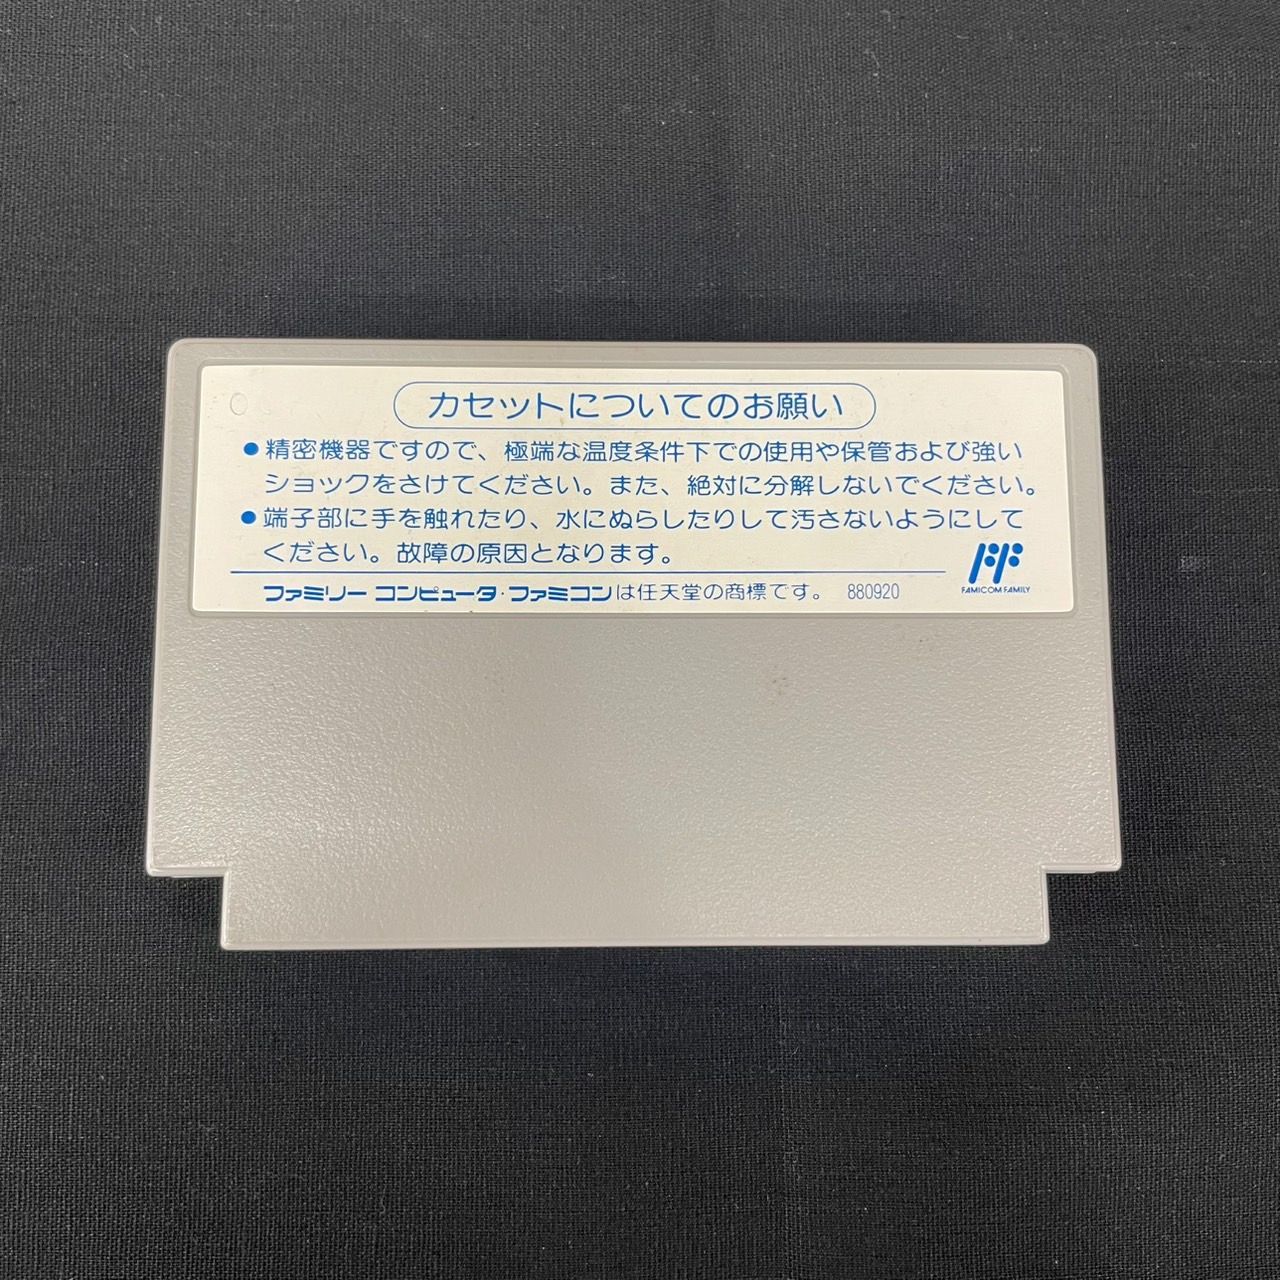 カセットについてのお願い
●精密機器ですので、極端な温度条件下での使用や保管および強い
ショックをさけてください。また、絶対に分解しないでください。
●端子部に手を触れたり、水にぬらしたりして汚さないようにして
ください。故障の原因となります。
FAMICOM FAMILY
ファミリー コンピュータ・ファミコンは任天堂の商標です。 880920